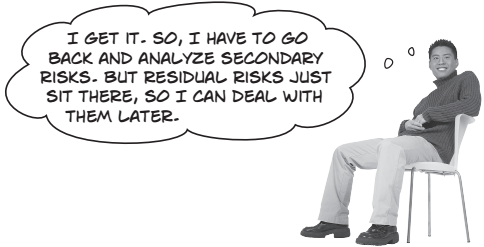 I GET IT. SO, I HAVE TO GO
BACK AND ANALYZE SECONDARY
RISKS. BUT RESIDUAL RISKS JUST
SIT THERE, SO I CAN DEAL WITH
THEM LATER.